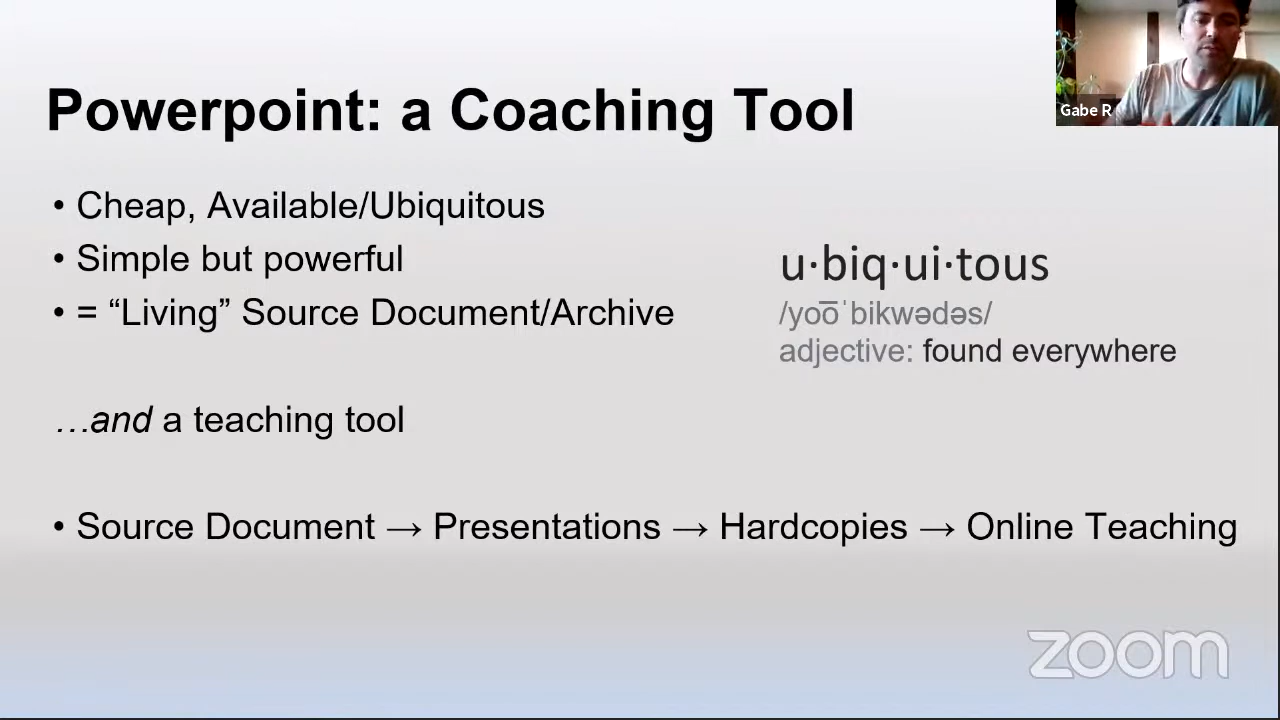 Powerpoint: a Coaching Tool
Gabe R
• Cheap, Available/Ubiquitous
• Simple but powerful
• = “Living” Source Document/Archive
u·biq·ui·tous
/yo͞oˈbikwədəs/
adjective: found everywhere
…and a teaching tool
• Source Document → Presentations → Hardcopies → Online Teaching
zoom